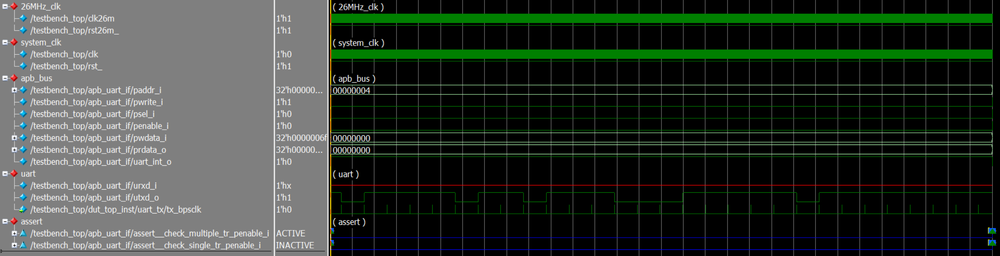 26MHz_clk ( 26MHz_clk )
/testbench_top/clk26m 1'h1
/testbench_top/rst26m_ 1'h1
system_clk ( system_clk )
/testbench_top/clk 1'h0
/testbench_top/rst_ 1'h1
apb_bus ( apb_bus )
/testbench_top/apb_uart_if/paddr_i 32'h00000... 00000004
/testbench_top/apb_uart_if/pwrite_i 1'h1
/testbench_top/apb_uart_if/psel_i 1'h0
/testbench_top/apb_uart_if/penable_i 1'h0
/testbench_top/apb_uart_if/pwdata_i 32'h0000006f 00000000
/testbench_top/apb_uart_if/prdata_o 32'h00000... 00000000
/testbench_top/apb_uart_if/uart_int_o 1'h0
uart ( uart )
/testbench_top/apb_uart_if/urxd_i 1'hx
/testbench_top/apb_uart_if/utxd_o 1'h1
/testbench_top/dut_top_inst/uart_tx/tx_bpsclk 1'h0
assert ( assert )
/testbench_top/apb_uart_if/assert__check_multiple_tr_penable_i ACTIVE
/testbench_top/apb_uart_if/assert__check_single_tr_penable_i INACTIVE